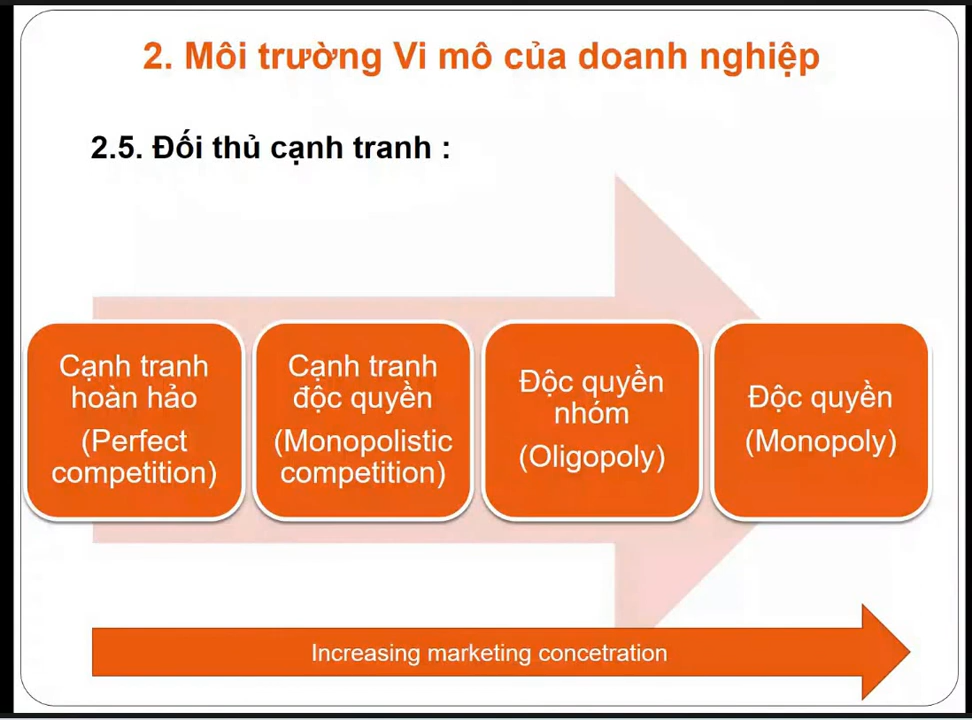 2. Môi trường Vi mô của doanh nghiệp
2.5. Đối thủ cạnh tranh :
Cạnh tranh
hoàn hảo
(Perfect
competition)
Cạnh tranh
độc quyền
(Monopolistic
competition)
Độc quyền
nhóm
(Oligopoly)
Độc quyền
(Monopoly)
Increasing marketing concetration